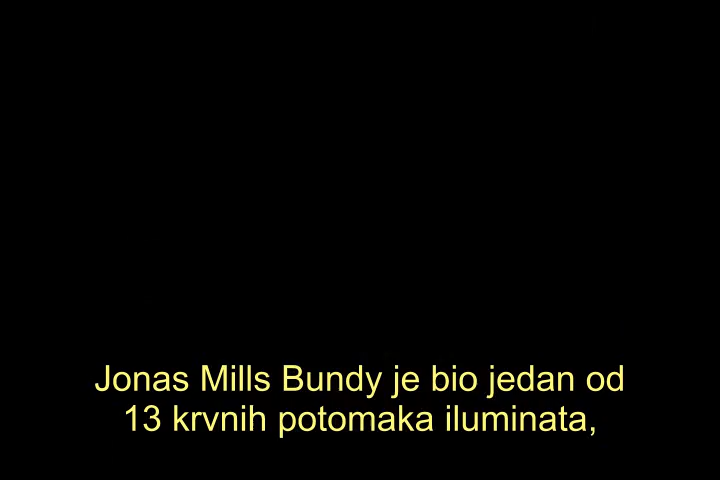 Jonas Mills Bundy je bio jedan od
13 krvnih potomaka iluminata,